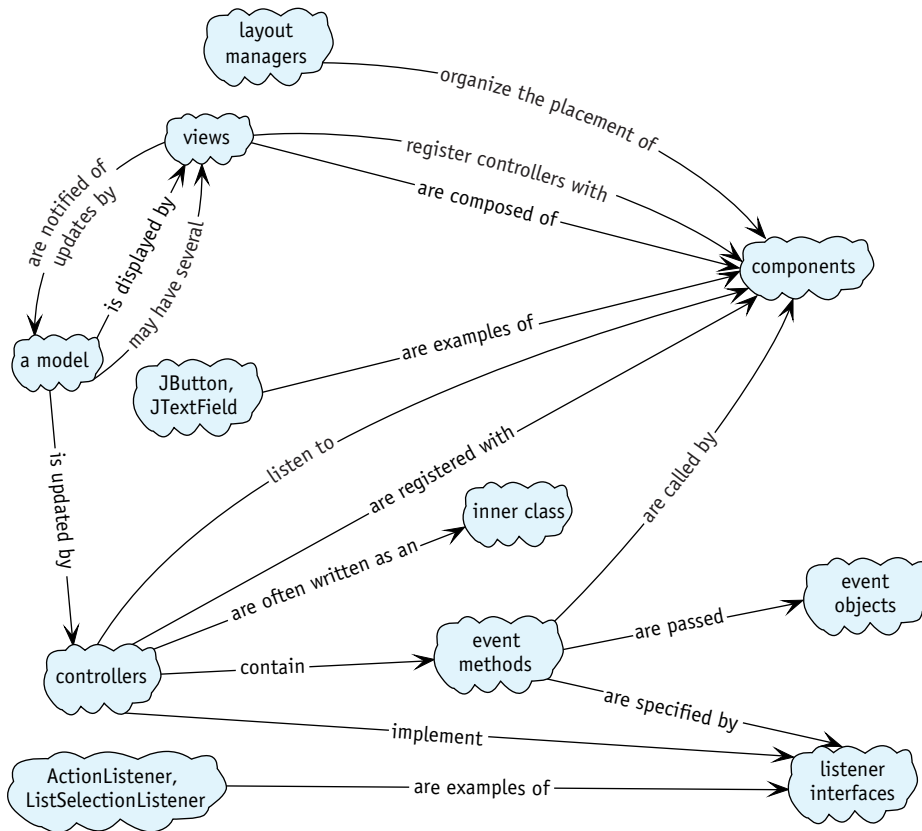 layout
managers
organize the placement of
views
register controllers with
are composed of
are notified of
updates by
is displayed by
may have several
components
a model
are examples of
JButton,
JTextField
listen to
are registered with
are called by
is updated by
inner class
are often written as an
event
objects
are passed
event
methods
contain
controllers
are specified by
implement
ActionListener,
ListSelectionListener
are examples of
listener
interfaces